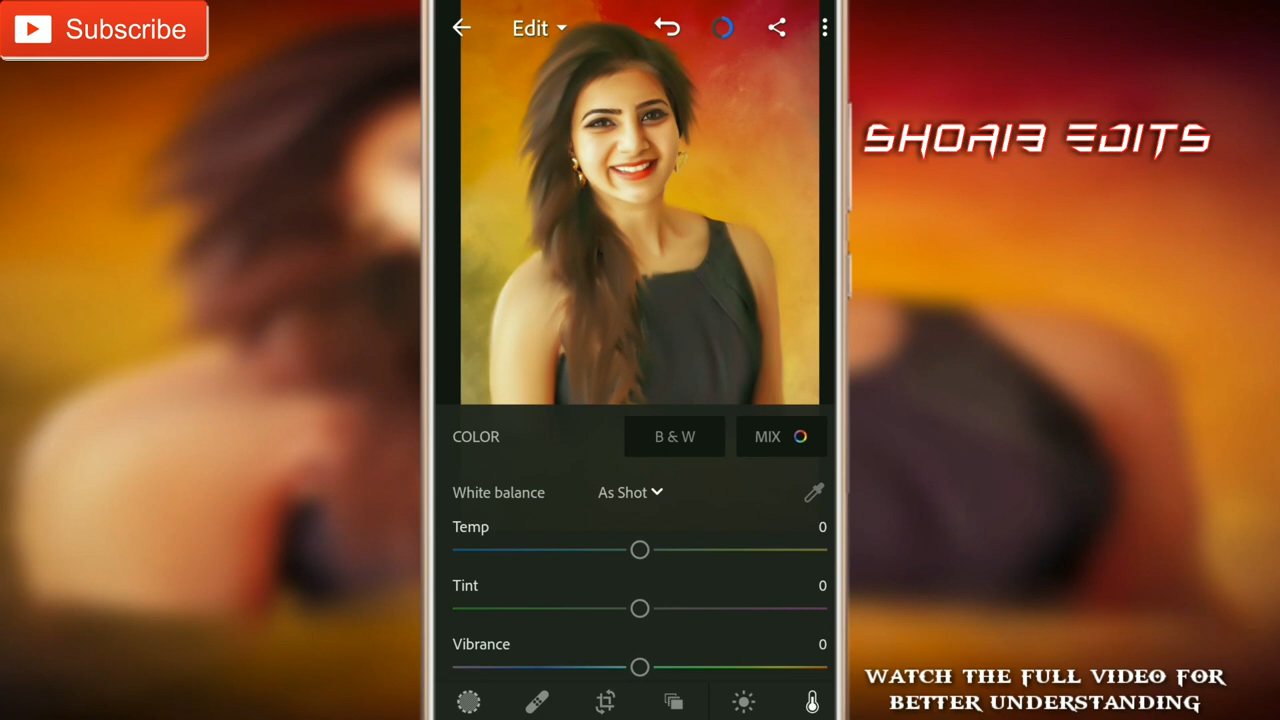 Subscribe
Edit
SHOAIB EDITS
COLOR
B & W
MIX
White balance
As Shot
Temp
0
Tint
0
Vibrance
0
WATCH THE FULL VIDEO FOR
BETTER UNDERSTANDING